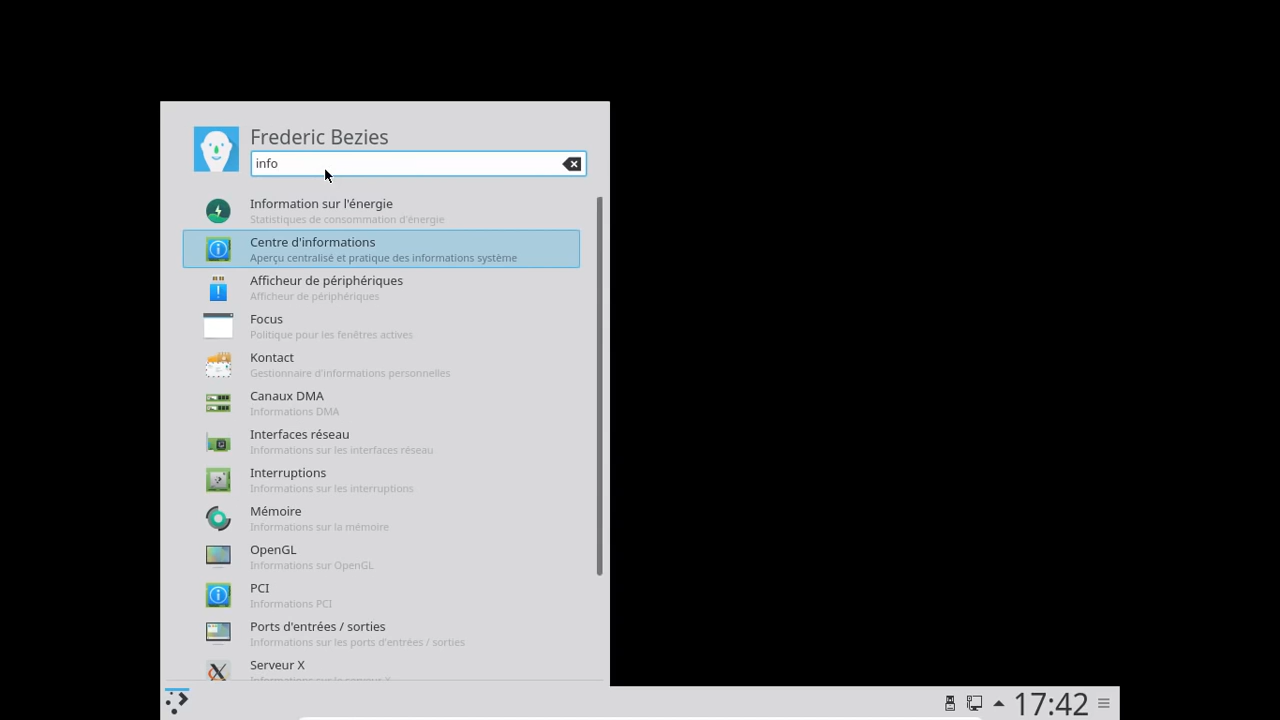 Frederic Bezies
info
Information sur l'énergie
Statistiques de consommation d'énergie
Centre d'informations
Aperçu centralisé et pratique des informations système
Afficheur de périphériques
Afficheur de périphériques
Focus
Politique pour les fenêtres actives
Kontact
Gestionnaire d'informations personnelles
Canaux DMA
Informations DMA
Interfaces réseau
Informations sur les interfaces réseau
Interruptions
Informations sur les interruptions
Mémoire
Informations sur la mémoire
OpenGL
Informations sur OpenGL
PCI
Informations PCI
Ports d'entrées / sorties
Informations sur les ports d'entrées / sorties
Serveur X
17:42